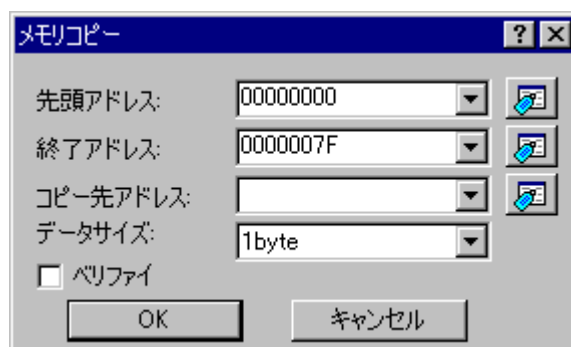 メモリコピー
先頭アドレス: 00000000
終了アドレス: 0000007F
コピー先アドレス:
データサイズ: 1byte
ベリファイ
OK キャンセル